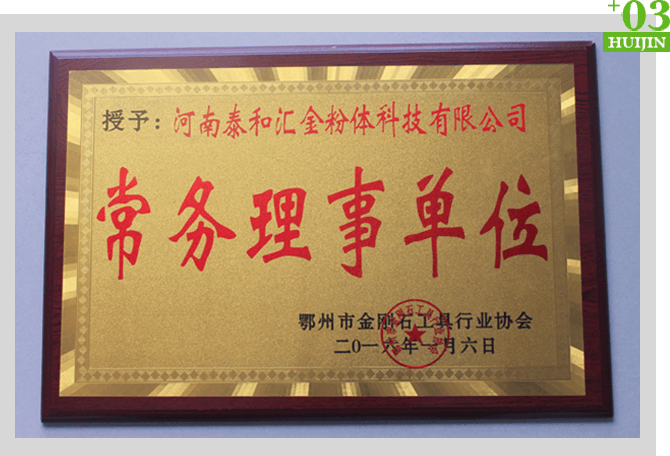 +03
HUIJIN
授予：河南泰和汇金粉体科技有限公司
常务理事单位
鄂州市金刚石工具行业协会
二0一六年一月六日